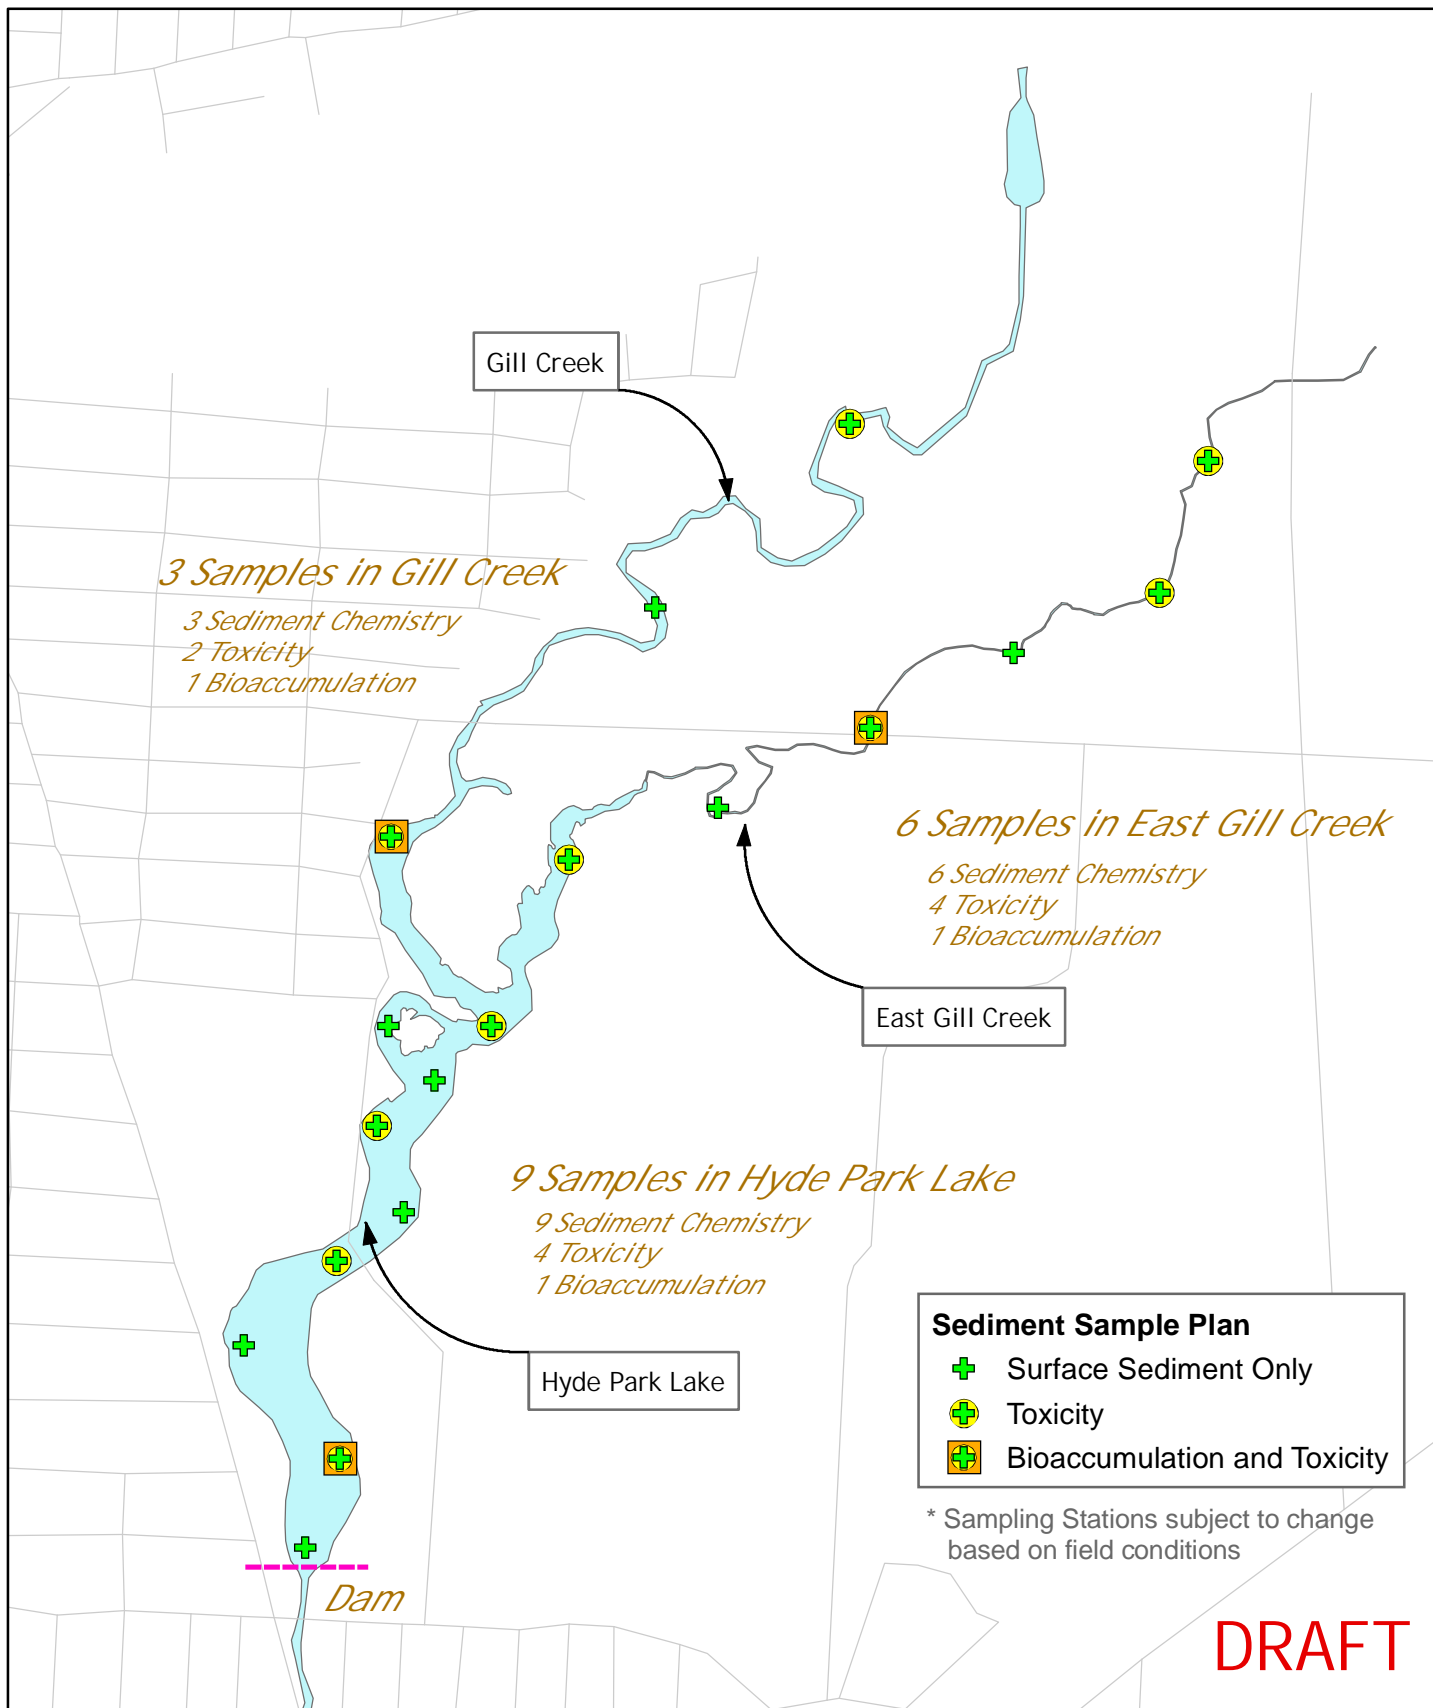 Gill Creek
3 Samples in Gill Creek
3 Sediment Chemistry
2 Toxicity
1 Bioaccumulation
6 Samples in East Gill Creek
6 Sediment Chemistry
4 Toxicity
1 Bioaccumulation
East Gill Creek
9 Samples in Hyde Park Lake
9 Sediment Chemistry
4 Toxicity
1 Bioaccumulation
Hyde Park Lake
Sediment Sample Plan
Surface Sediment Only
Toxicity
Bioaccumulation and Toxicity
* Sampling Stations subject to change
based on field conditions
Dam
DRAFT